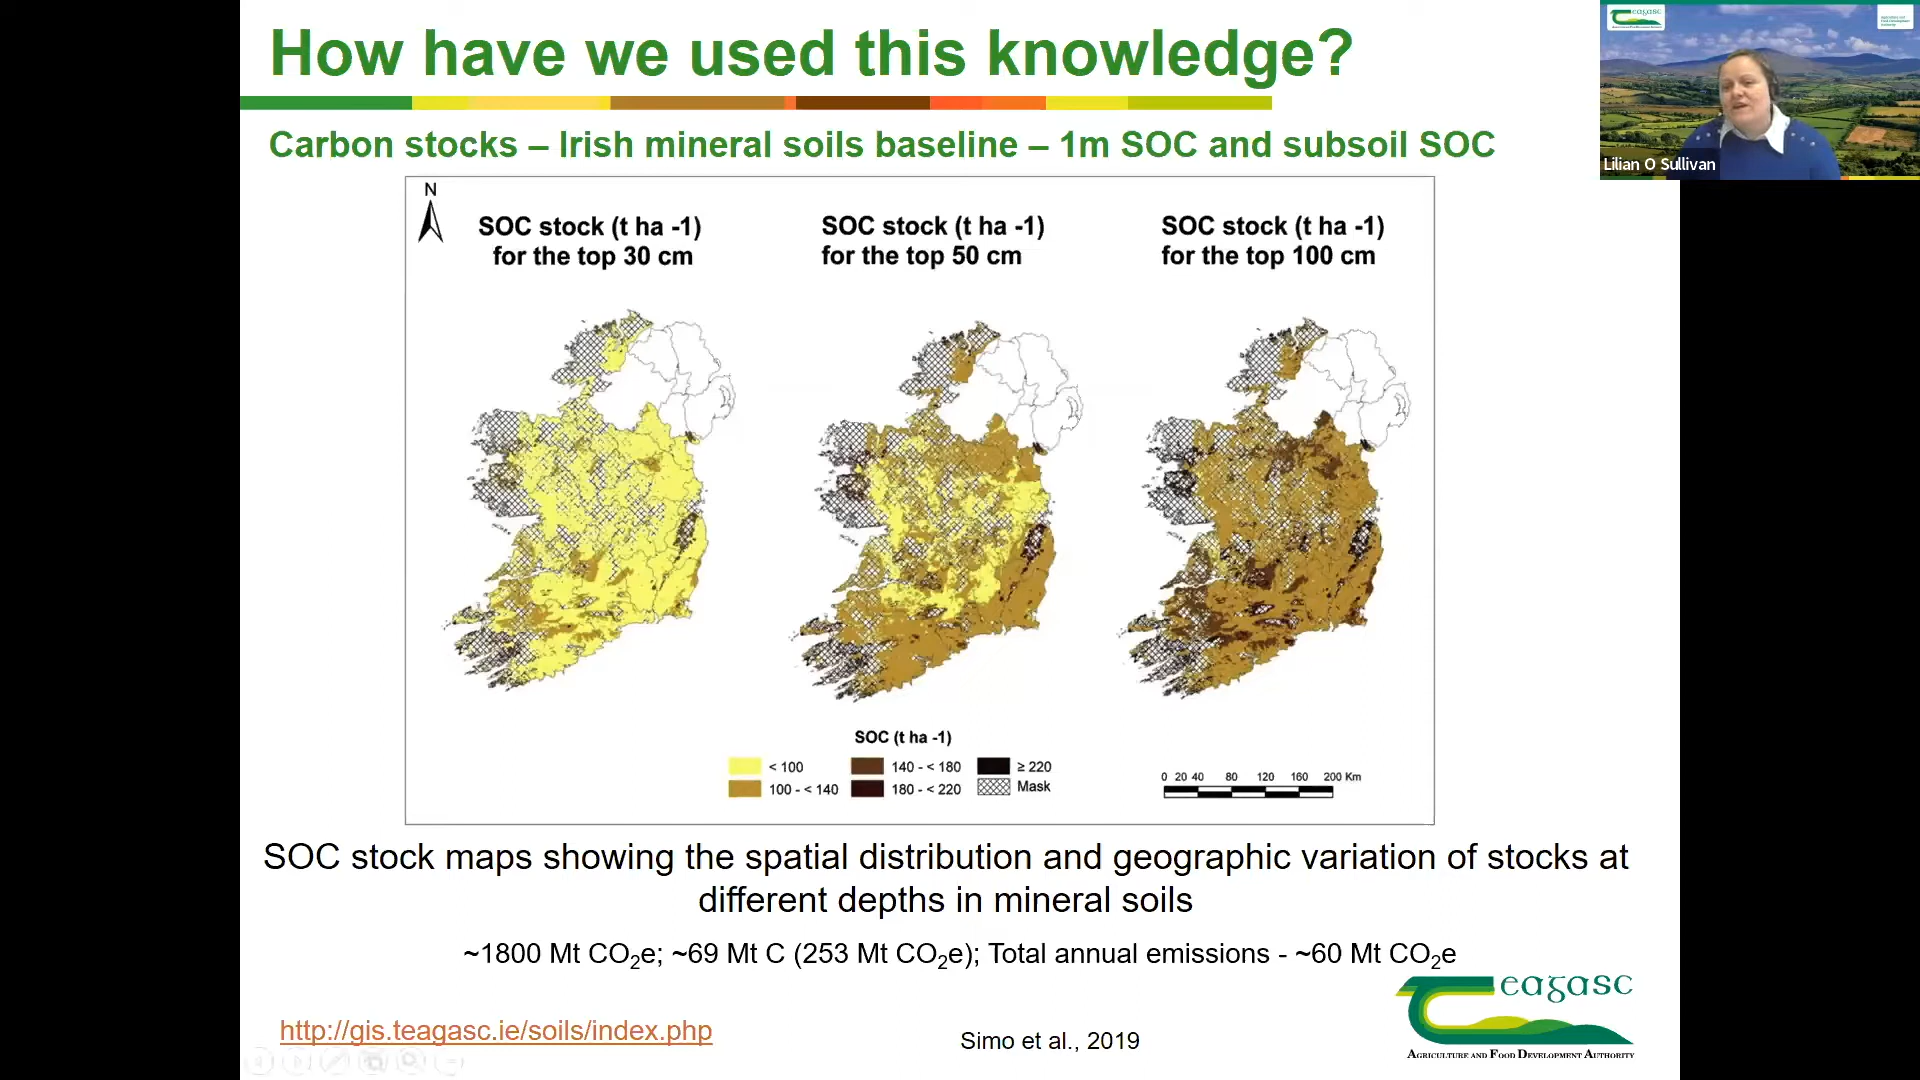 How have we used this knowledge?
Carbon stocks – Irish mineral soils baseline – 1m SOC and subsoil SOC
N
SOC stock (t ha -1)
for the top 30 cm
SOC stock (t ha -1)
for the top 50 cm
SOC stock (t ha -1)
for the top 100 cm
SOC (t ha -1)
< 100
100 - < 140
140 - < 180
180 - < 220
≥ 220
Mask
0 20 40 80 120 160 200 Km
SOC stock maps showing the spatial distribution and geographic variation of stocks at
different depths in mineral soils
~1800 Mt CO₂e; ~69 Mt C (253 Mt CO₂e); Total annual emissions - ~60 Mt CO₂e
http://gis.teagasc.ie/soils/index.php
Simo et al., 2019
Teagasc
Agriculture and Food Development Authority
Teagasc
Lilian O Sullivan